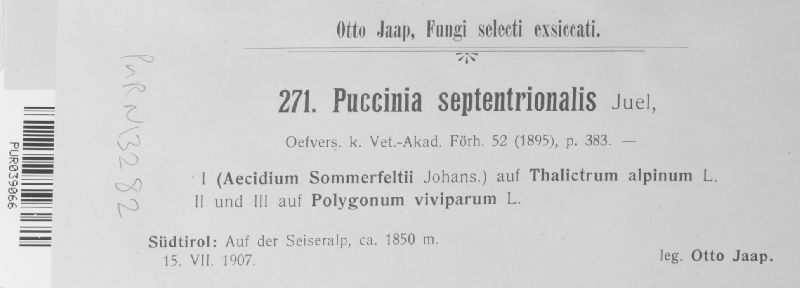 Otto Jaap, Fungi selecti exsiccati.
271. Puccinia septentrionalis Juel,
Oefvers. k. Vet.-Akad. Förh. 52 (1895), p. 383. —
I (Aecidium Sommerfeltii Johans.) auf Thalictrum alpinum L.
II und III auf Polygonum viviparum L.
Südtirol: Auf der Seiseralp, ca. 1850 m.
15. VII. 1907.
leg. Otto Jaap.
PUR N3282
PUR039066